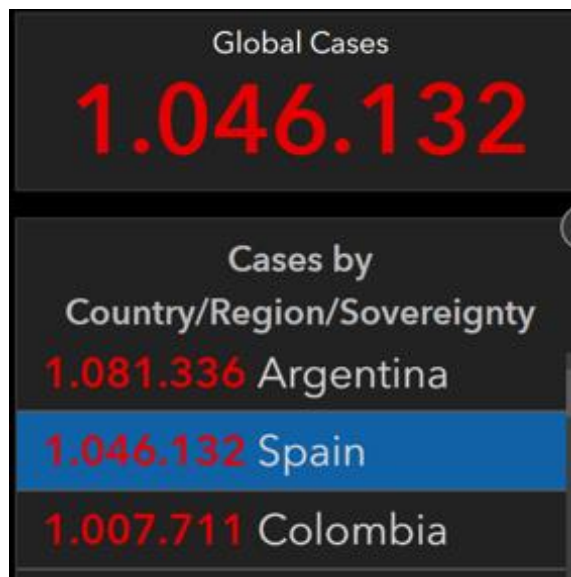 Global Cases
1.046.132
Cases by
Country/Region/Sovereignty
1.081.336 Argentina
1.046.132 Spain
1.007.711 Colombia